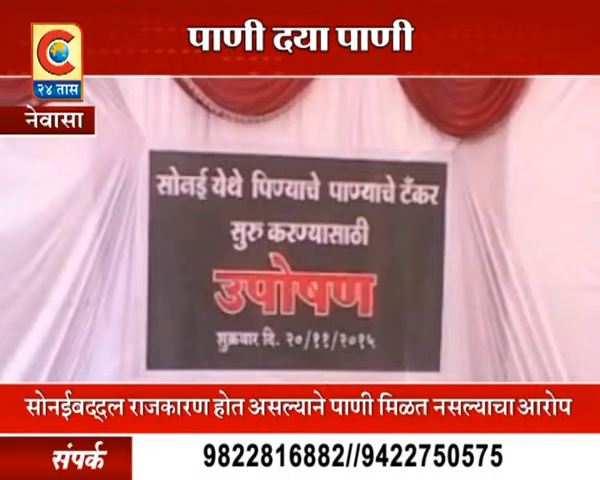 पाणी दया पाणी
C
२४ तास
नेवासा
सोनई येथे पिण्याचे पाण्याचे टँकर
सुरु करण्यासाठी
उपोषण
शुक्रवार दि. २०/११/२०१५
सोनईबद्दल राजकारण होत असल्याने पाणी मिळत नसल्याचा आरोप
संपर्क 9822816882//9422750575